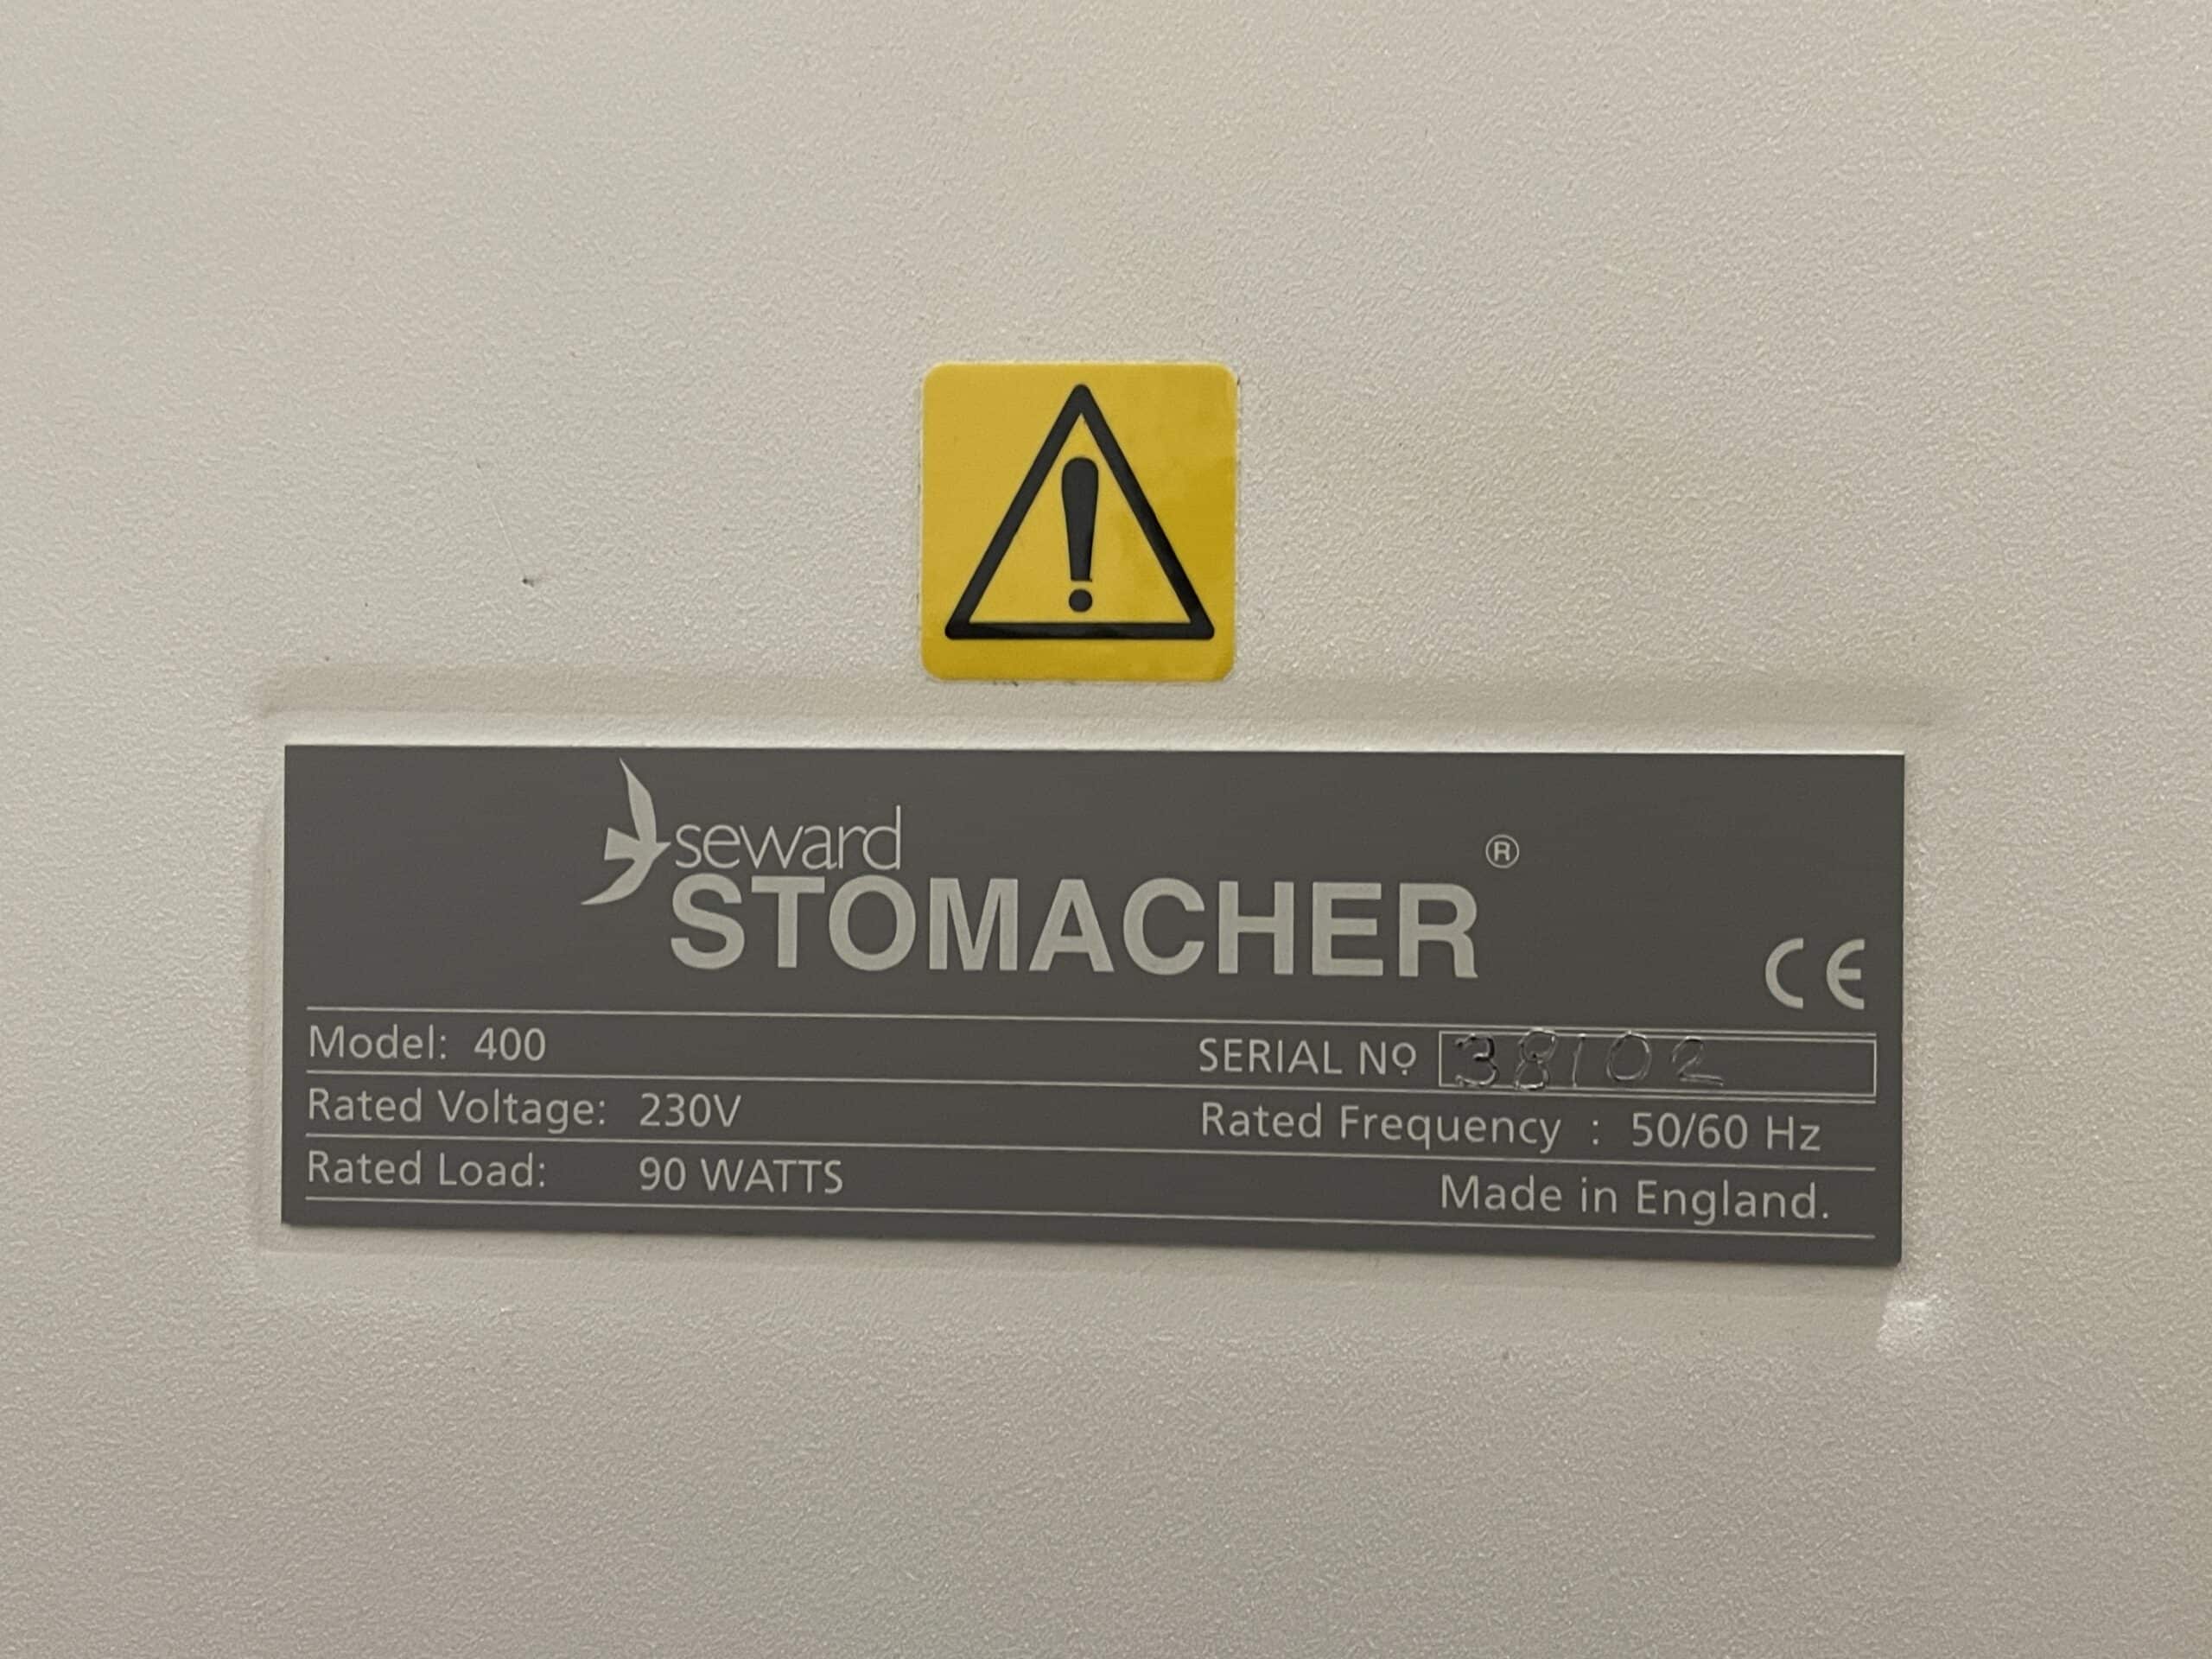 seward
STOMACHER ®
CE
Model: 400
SERIAL Nº 38102
Rated Voltage: 230V
Rated Frequency : 50/60 Hz
Rated Load: 90 WATTS
Made in England.